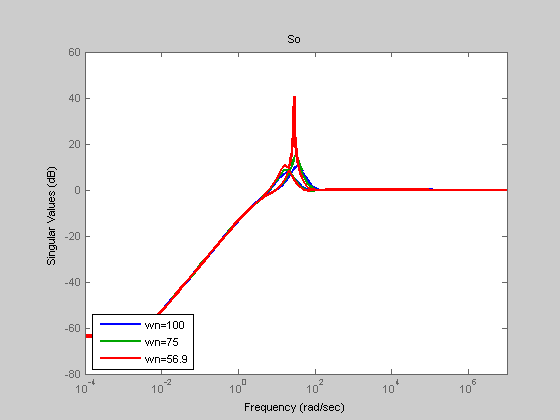 So
60
40
20
0
-20
-40
-60
-80
Singular Values (dB)
wn=100
wn=75
wn=56.9
10^-4
10^-2
10^0
10^2
10^4
10^6
Frequency (rad/sec)